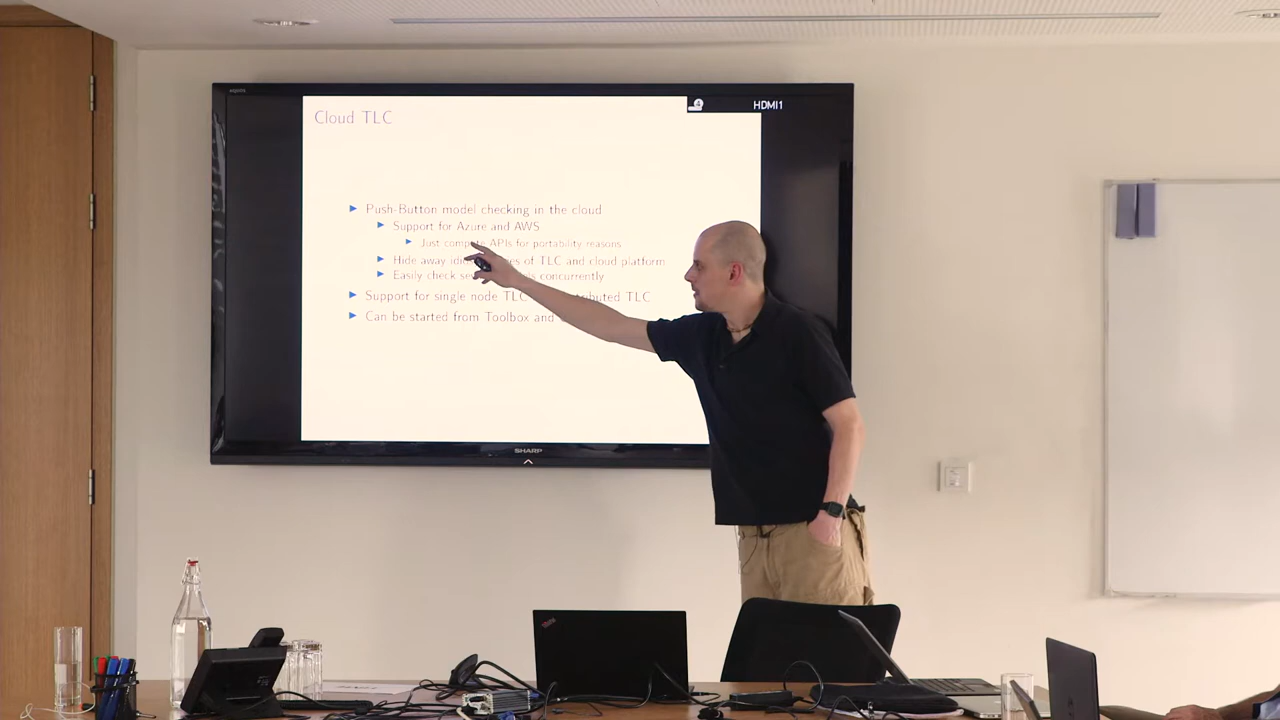 HDMI1
Cloud TLC
Push-Button model checking in the cloud
Support for Azure and AWS
Just compute APIs for portability reasons
Hide away of TLC and cloud platform
Easily check concurrently
Support for single node TLC TLC
Can be started from Toolbox and
SHARP